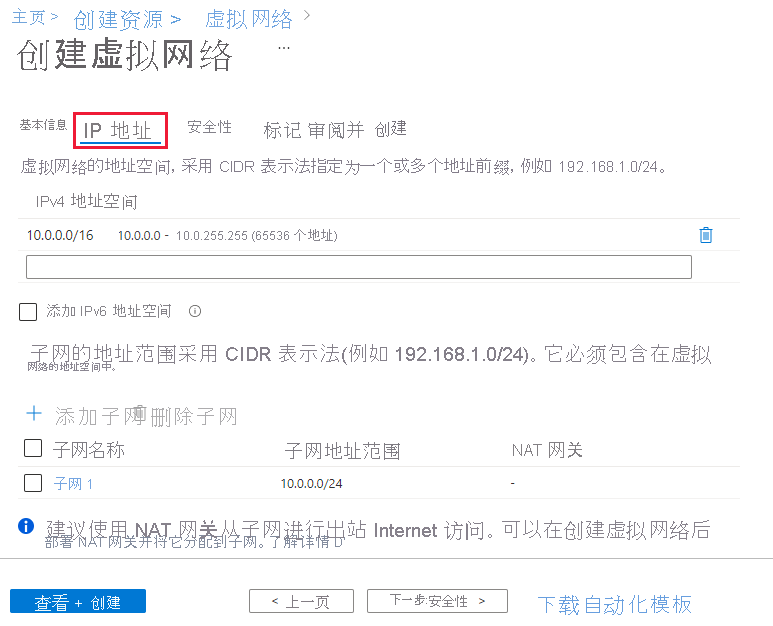 主页 > 创建资源 > 虚拟网络 >
创建虚拟网络 ...
基本信息 IP 地址 安全性 标记 审阅并 创建
虚拟网络的地址空间, 采用 CIDR 表示法指定为一个或多个地址前缀, 例如 192.168.1.0/24。
IPv4 地址空间
10.0.0.0/16 10.0.0.0 - 10.0.255.255 (65536 个地址)
添加 IPv6 地址空间
子网的地址范围采用 CIDR 表示法(例如 192.168.1.0/24)。它必须包含在虚拟
网络的地址空间中。
+ 添加子网 删除子网
子网名称 子网地址范围 NAT 网关
子网 1 10.0.0.0/24 -
建议使用 NAT 网关从子网进行出站 Internet 访问。可以在创建虚拟网络后
部署 NAT 网关并将它分配到子网。了解详情 D'
查看 + 创建 < 上一页 下一步:安全性 > 下载自动化模板